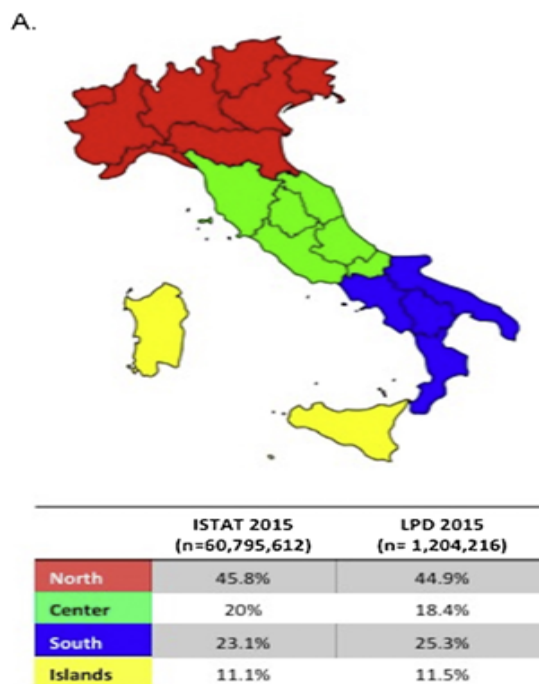 A.
ISTAT 2015 LPD 2015
(n=60,795,612) (n= 1,204,216)
North 45.8% 44.9%
Center 20% 18.4%
South 23.1% 25.3%
Islands 11.1% 11.5%